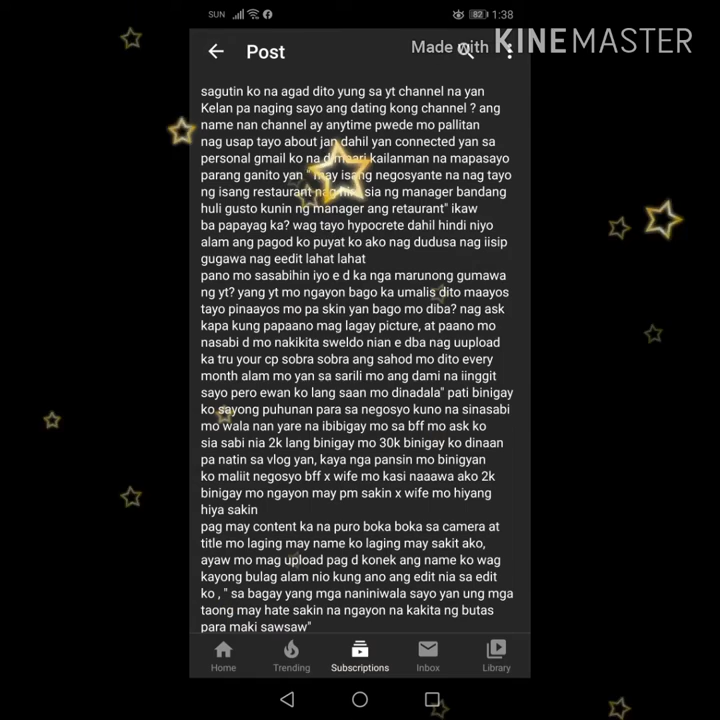 SUN 82 1:38
Post
Made with KINEMASTER
sagutin ko na agad dito yung sa yt channel na yan
Kelan pa naging sayo ang dating kong channel ? ang
name nan channel ay anytime pwede mo pallitan
nag usap tayo about jan dahil yan connected yan sa
personal gmail ko na dimaari kailanman na mapasayo
parang ganito yan " may isang negosyante na nag tayo
ng isang restaurant nag hire sia ng manager bandang
huli gusto kunin ng manager ang retaurant" ikaw
ba papayag ka? wag tayo hypocrete dahil hindi niyo
alam ang pagod ko puyat ko ako nag dudusa nag iisip
gugawa nag eedit lahat lahat
pano mo sasabihin iyo e d ka nga marunong gumawa
ng yt? yang yt mo ngayon bago ka umalis dito maayos
tayo pinaayos mo pa skin yan bago mo diba? nag ask
kapa kung papaano mag lagay picture, at paano mo
nasabi d mo nakikita sweldo nian e dba nag uupload
ka tru your cp sobra sobra ang sahod mo dito every
month alam mo yan sa sarili mo ang dami na iinggit
sayo pero ewan ko lang saan mo dinadala" pati binigay
ko sayong puhunan para sa negosyo kuno na sinasabi
mo wala nan yare na ibibigay mo sa bff mo ask ko
sia sabi nia 2k lang binigay mo 30k binigay ko dinaan
pa natin sa vlog yan, kaya nga pansin mo binigyan
ko maliit negosyo bff x wife mo kasi naaawa ako 2k
binigay mo ngayon may pm sakin x wife mo hiyang
hiya sakin
pag may content ka na puro boka boka sa camera at
title mo laging may name ko laging may sakit ako,
ayaw mo mag upload pag d konek ang name ko wag
kayong bulag alam nio kung ano ang edit nia sa edit
ko , " sa bagay yang mga naniniwala sayo yan ung mga
taong may hate sakin na ngayon na kakita ng butas
para maki sawsaw"
Home Trending Subscriptions Inbox Library